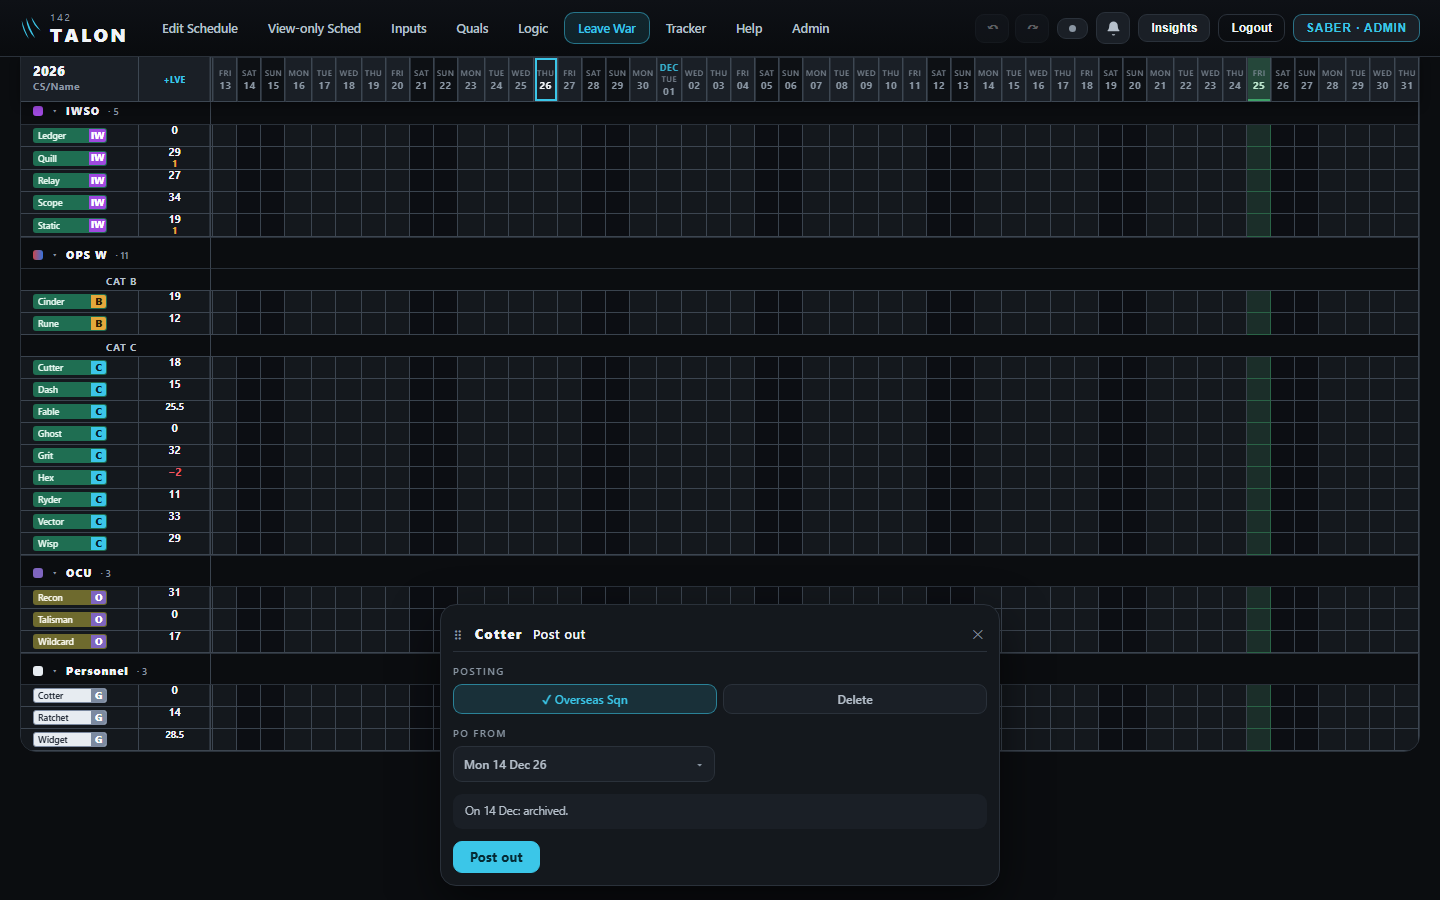 142
TALON
Edit Schedule
View-only Sched
Inputs
Quals
Logic
Leave War
Tracker
Help
Admin
Insights
Logout
SABER · ADMIN
2026
CS/Name
+LVE
FRI 13
SAT 14
SUN 15
MON 16
TUE 17
WED 18
THU 19
FRI 20
SAT 21
SUN 22
MON 23
TUE 24
WED 25
THU 26
FRI 27
SAT 28
SUN 29
MON 30
DEC TUE 01
WED 02
THU 03
FRI 04
SAT 05
SUN 06
MON 07
TUE 08
WED 09
THU 10
FRI 11
SAT 12
SUN 13
MON 14
TUE 15
WED 16
THU 17
FRI 18
SAT 19
SUN 20
MON 21
TUE 22
WED 23
THU 24
FRI 25
SAT 26
SUN 27
MON 28
TUE 29
WED 30
THU 31
· IWSO · 5
Ledger IW 0
Quill IW 29
1
Relay IW 27
Scope IW 34
Static IW 19
1
· OPS W · 11
CAT B
Cinder B 19
Rune B 12
CAT C
Cutter C 18
Dash C 15
Fable C 25.5
Ghost C 0
Grit C 32
Hex C −2
Ryder C 11
Vector C 33
Wisp C 29
· OCU · 3
Recon O 31
Talisman O 0
Wildcard O 17
· Personnel · 3
Cotter G 0
Ratchet G 14
Widget G 28.5
Cotter Post out
POSTING
✓ Overseas Sqn
Delete
PO FROM
Mon 14 Dec 26
On 14 Dec: archived.
Post out